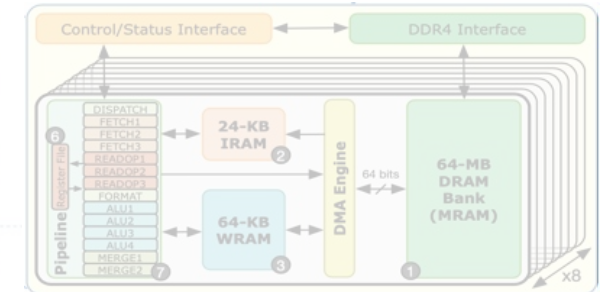 Control/Status Interface
DDR4 Interface
DISPATCH
FETCH1
FETCH2
FETCH3
READOP1
READOP2
READOP3
FORMAT
ALU1
ALU2
ALU3
ALU4
MERGE1
MERGE2
6
Register File
Pipeline
7
24-KB
IRAM
2
64-KB
WRAM
3
DMA Engine
64 bits
64-MB
DRAM
Bank
(MRAM)
1
x8